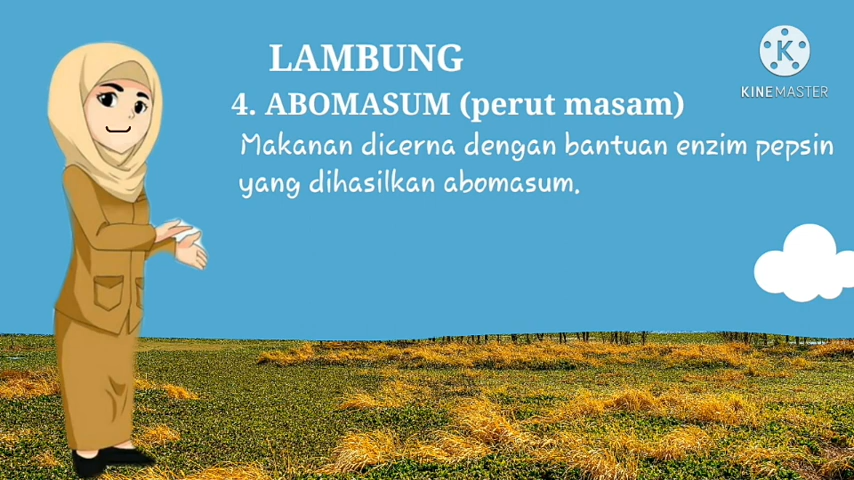 LAMBUNG
K
KINEMASTER
4. ABOMASUM (perut masam)
Makanan dicerna dengan bantuan enzim pepsin
yang dihasilkan abomasum.